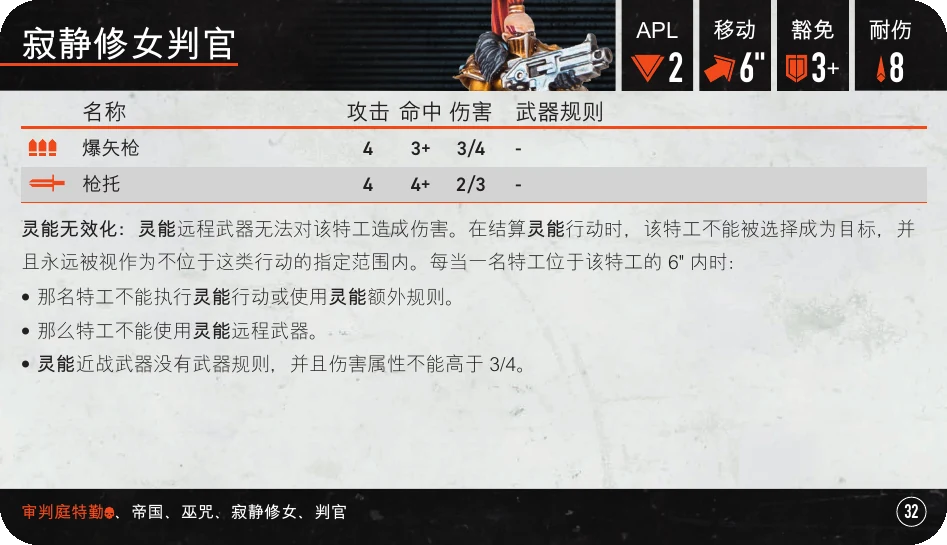 寂静修女判官
APL 移动 豁免 耐伤
2 6" 3+ 8
名称 攻击 命中 伤害 武器规则
爆矢枪 4 3+ 3/4 -
枪托 4 4+ 2/3 -
灵能无效化：灵能远程武器无法对该特工造成伤害。在结算灵能行动时，该特工不能被选择成为目标，并
且永远被视作为不位于这类行动的指定范围内。每当一名特工位于该特工的 6" 内时:
• 那名特工不能执行灵能行动或使用灵能额外规则。
• 那么特工不能使用灵能远程武器。
• 灵能近战武器没有武器规则，并且伤害属性不能高于 3/4。
审判庭特勤、帝国、巫咒、寂静修女、判官
32